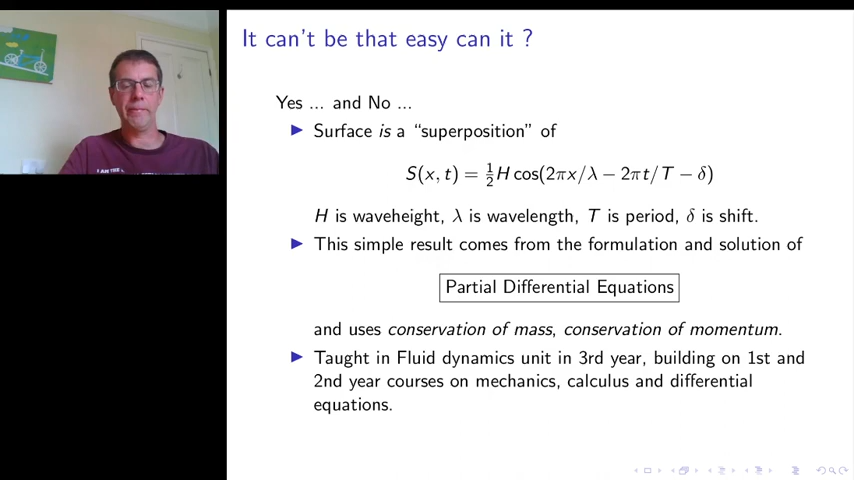 It can't be that easy can it ?
Yes ... and No ...
Surface is a "superposition" of
S(x, t) = ½H cos(2πx/λ − 2πt/T − δ)
H is waveheight, λ is wavelength, T is period, δ is shift.
This simple result comes from the formulation and solution of
Partial Differential Equations
and uses conservation of mass, conservation of momentum.
Taught in Fluid dynamics unit in 3rd year, building on 1st and
2nd year courses on mechanics, calculus and differential
equations.
I AM THE